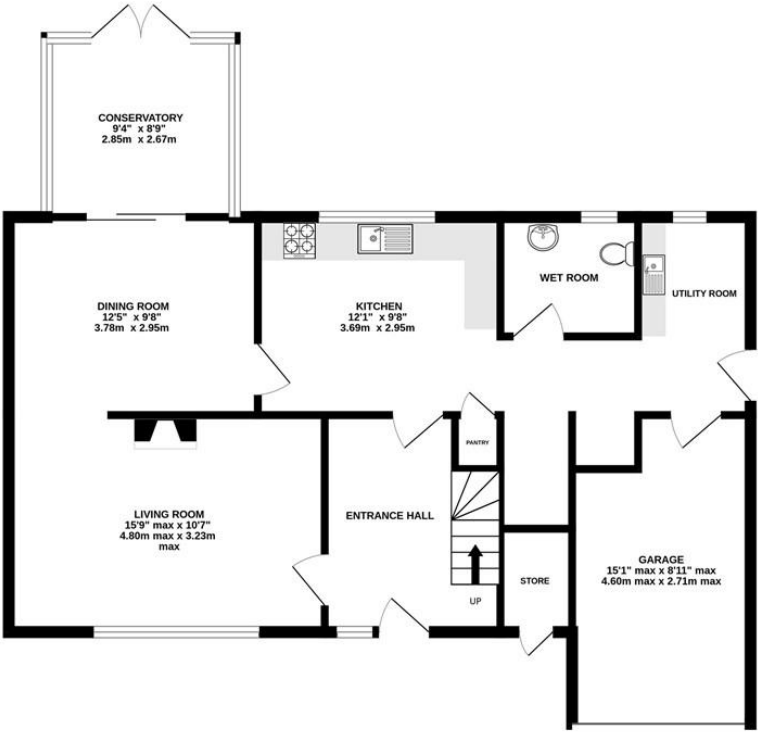 CONSERVATORY
9'4" x 8'9"
2.85m x 2.67m
DINING ROOM
12'5" x 9'8"
3.78m x 2.95m
KITCHEN
12'1" x 9'8"
3.69m x 2.95m
WET ROOM
UTILITY ROOM
PANTRY
LIVING ROOM
15'9" max x 10'7"
4.80m max x 3.23m
max
ENTRANCE HALL
UP
STORE
GARAGE
15'1" max x 8'11" max
4.60m max x 2.71m max